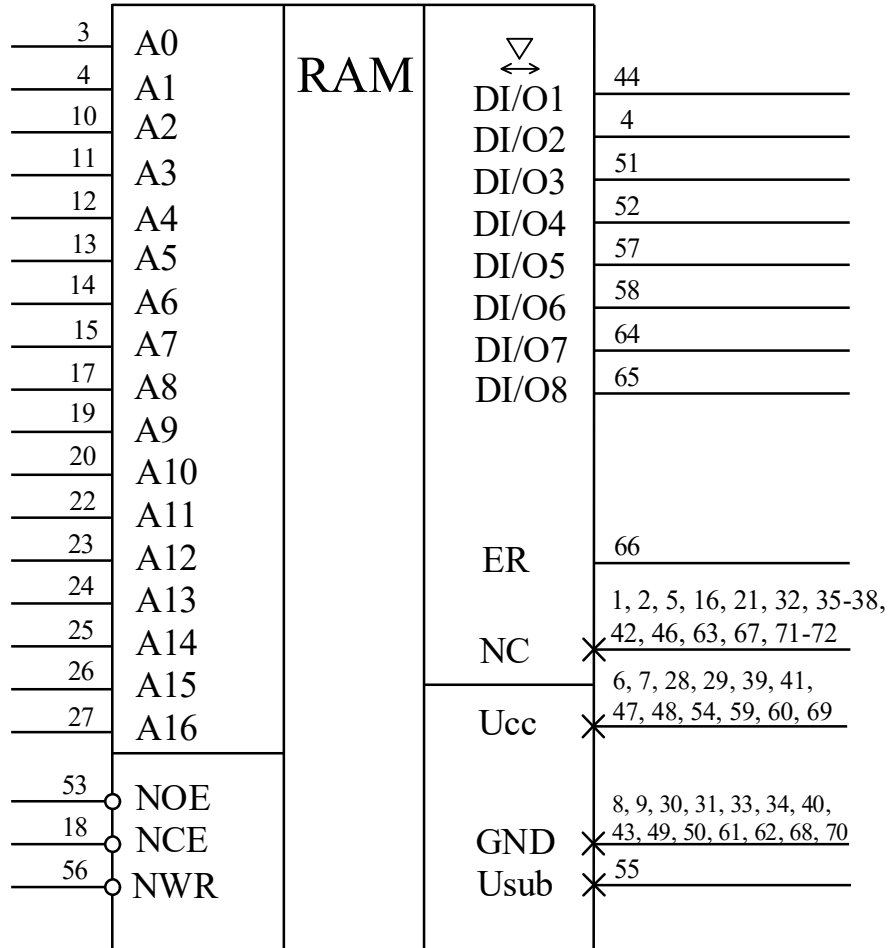 3 A0
4 A1
10 A2
11 A3
12 A4
13 A5
14 A6
15 A7
17 A8
19 A9
20 A10
22 A11
23 A12
24 A13
25 A14
26 A15
27 A16
53 NOE
18 NCE
56 NWR
RAM
DI/O1 44
DI/O2 4
DI/O3 51
DI/O4 52
DI/O5 57
DI/O6 58
DI/O7 64
DI/O8 65
ER 66
1, 2, 5, 16, 21, 32, 35-38,
NC 42, 46, 63, 67, 71-72
6, 7, 28, 29, 39, 41,
Ucc 47, 48, 54, 59, 60, 69
8, 9, 30, 31, 33, 34, 40,
GND 43, 49, 50, 61, 62, 68, 70
Usub 55